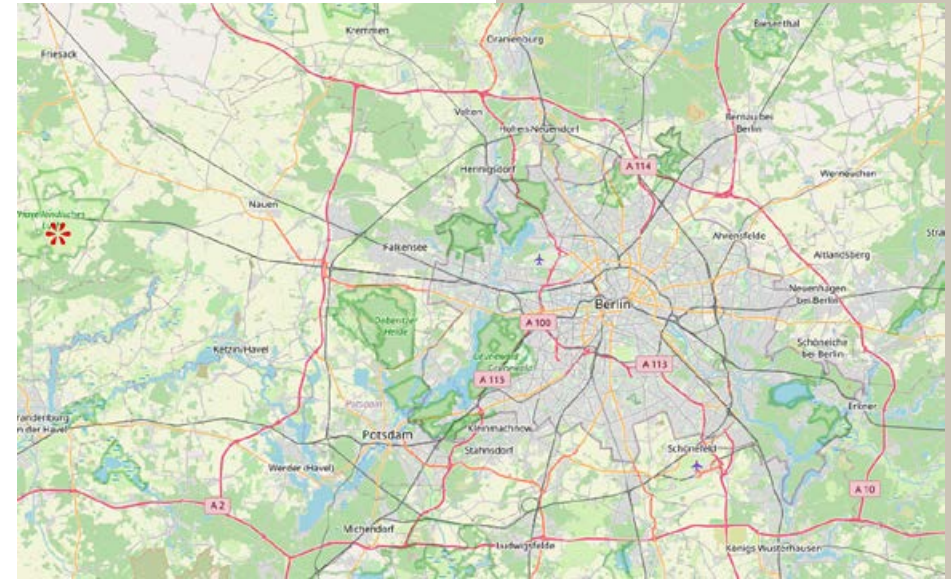 Biesenthal
Kremmen
Oranienburg
Friesack
Velten
Bernau bei
Berlin
Hohen Neuendorf
A 114
Hennigsdorf
Werneuchen
Nauen
Ahrensfelde
Falkensee
Altlandsberg
Neuenhagen
bei Berlin
Berlin
Döberitzer
Heide
A 100
Schöneiche
bei Berlin
Ketzin/Havel
Grunewald
Grunewald
A 113
A 115
Potsdam
Erkner
randenburg
n der Havel
Potsdam
Kleinmachnow
Stahnsdorf
Schönefeld
Werder (Havel)
A 10
A 2
Michendorf
Ludwigsfelde
Königs Wusterhausen